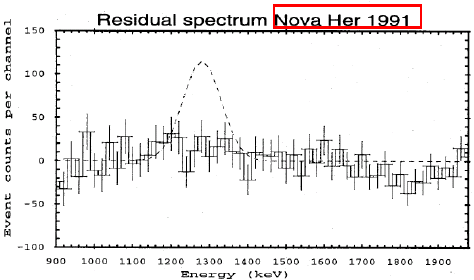 Residual spectrum Nova Her 1991
Event counts per channel
150
100
50
0
-50
-100
900 1000 1100 1200 1300 1400 1500 1600 1700 1800 1900
Energy (keV)